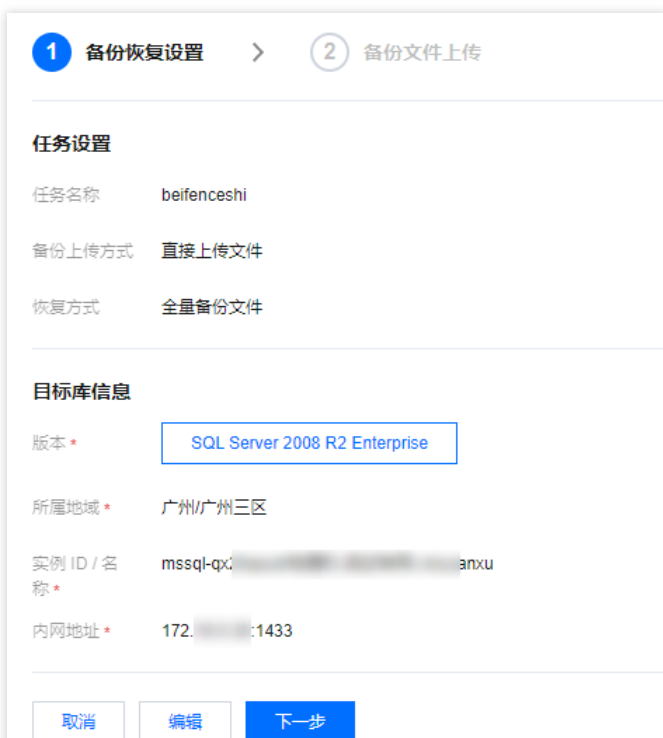 1 备份恢复设置 > 2 备份文件上传
任务设置
任务名称 beifenceshi
备份上传方式 直接上传文件
恢复方式 全量备份文件
目标库信息
版本 * SQL Server 2008 R2 Enterprise
所属地域 * 广州/广州三区
实例 ID / 名 mssql-qx anxu
称 *
内网地址 * 172. :1433
取消 编辑 下一步